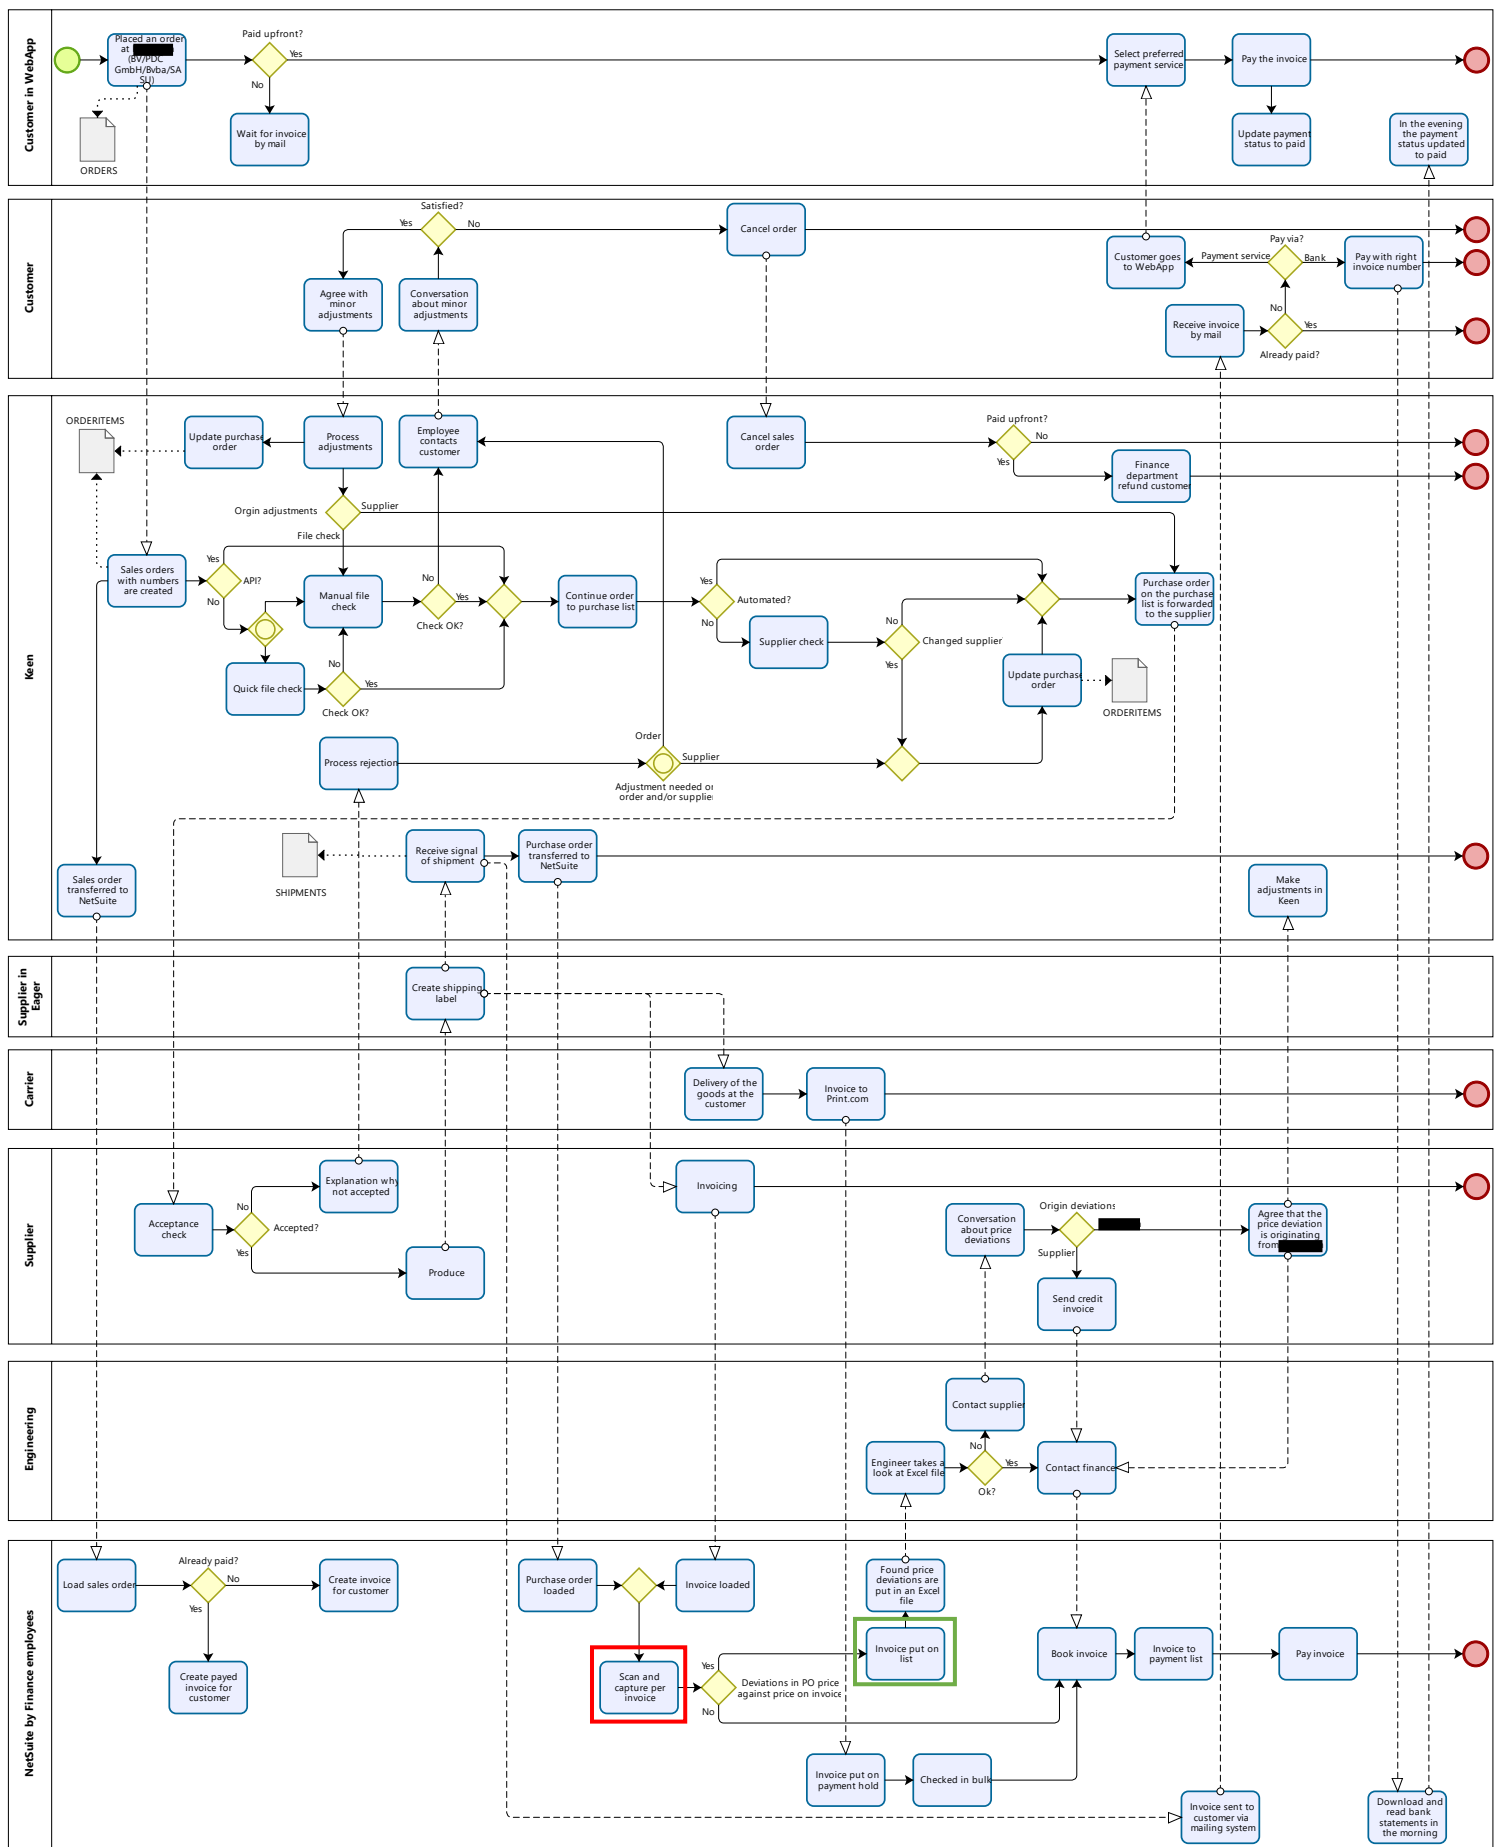 Customer in WebApp
Placed an order
at
(BV/PDC
GmbH/Bvba/SA
SU)
ORDERS
Paid upfront?
Yes
No
Wait for invoice
by mail
Select preferred
payment service
Pay the invoice
Update payment
status to paid
In the evening
the payment
status updated
to paid
Customer
Satisfied?
Yes
No
Agree with
minor
adjustments
Conversation
about minor
adjustments
Cancel order
Customer goes
to WebApp
Payment service
Pay via?
Bank
Pay with right
invoice number
Receive invoice
by mail
No
Yes
Already paid?
Keen
ORDERITEMS
Update purchase
order
Process
adjustments
Employee
contacts
customer
Cancel sales
order
Paid upfront?
No
Yes
Finance
department
refund customer
Orgin adjustments
Supplier
File check
Sales orders
with numbers
are created
Yes
API?
No
Manual file
check
No
Yes
Check OK?
Continue order
to purchase list
Yes
Automated?
No
Supplier check
No
Changed supplier
Yes
Purchase order
on the purchase
list is forwarded
to the supplier
Quick file check
No
Yes
Check OK?
Update purchase
order
ORDERITEMS
Process rejection
Order
Supplier
Adjustment needed on
order and/or supplier
SHIPMENTS
Receive signal
of shipment
Purchase order
transferred to
NetSuite
Sales order
transferred to
NetSuite
Make
adjustments in
Keen
Supplier in
Eager
Create shipping
label
Carrier
Delivery of the
goods at the
customer
Invoice to
Print.com
Supplier
Acceptance
check
No
Accepted?
Yes
Explanation why
not accepted
Produce
Invoicing
Conversation
about price
deviations
Origin deviations
Supplier
Send credit
invoice
Agree that the
price deviation
is originating
from
Engineering
Contact supplier
Engineer takes a
look at Excel file
No
Yes
Ok?
Contact finance
NetSuite by Finance employees
Load sales order
Already paid?
No
Yes
Create invoice
for customer
Create payed
invoice for
customer
Purchase order
loaded
Invoice loaded
Found price
deviations are
put in an Excel
file
Scan and
capture per
invoice
Yes
Deviations in PO price
against price on invoice
No
Invoice put on
list
Book invoice
Invoice to
payment list
Pay invoice
Invoice put on
payment hold
Checked in bulk
Invoice sent to
customer via
mailing system
Download and
read bank
statements in
the morning